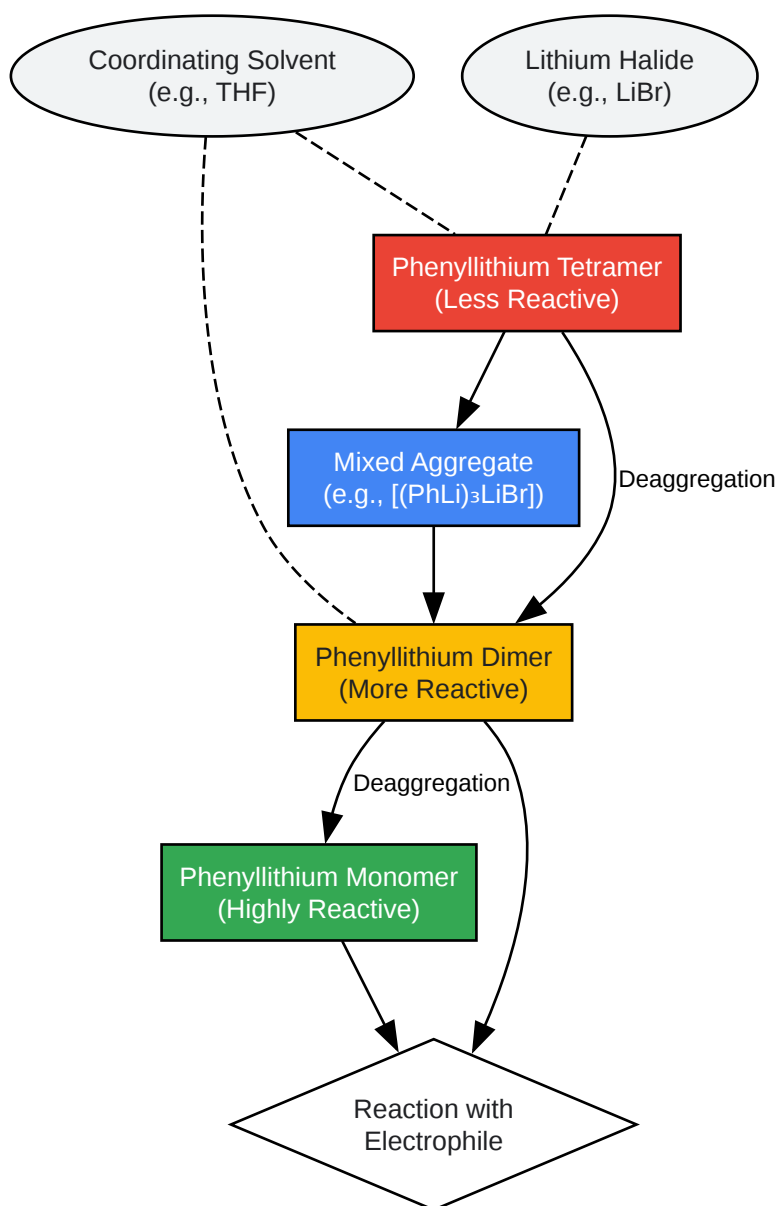 Coordinating Solvent
(e.g., THF)
Lithium Halide
(e.g., LiBr)
Phenyllithium Tetramer
(Less Reactive)
Mixed Aggregate
(e.g., [(PhLi)₃LiBr])
Deaggregation
Phenyllithium Dimer
(More Reactive)
Deaggregation
Phenyllithium Monomer
(Highly Reactive)
Reaction with
Electrophile